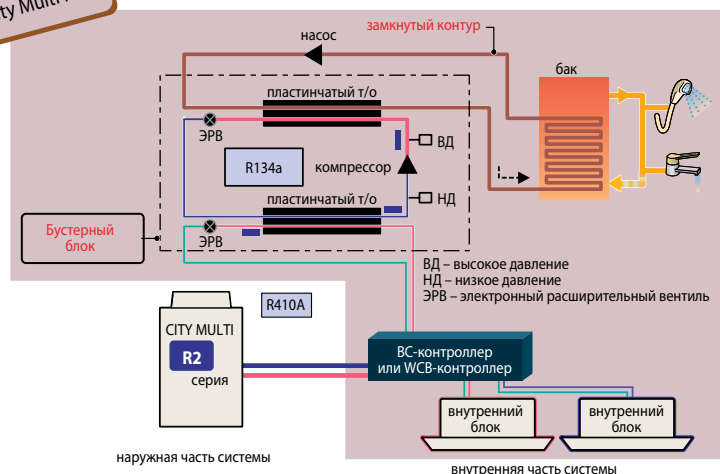 ty Multi
насос
замкнутый контур
бак
пластинчатый т/о
ЭРВ
ВД
R134a
компрессор
пластинчатый т/о
НД
Бустерный
блок
ЭРВ
ВД – высокое давление
НД – низкое давление
ЭРВ – электронный расширительный вентиль
R410A
CITY MULTI
R2
серия
BC-контроллер
или WCB-контроллер
внутренний
блок
внутренний
блок
наружная часть системы
внутренняя часть системы